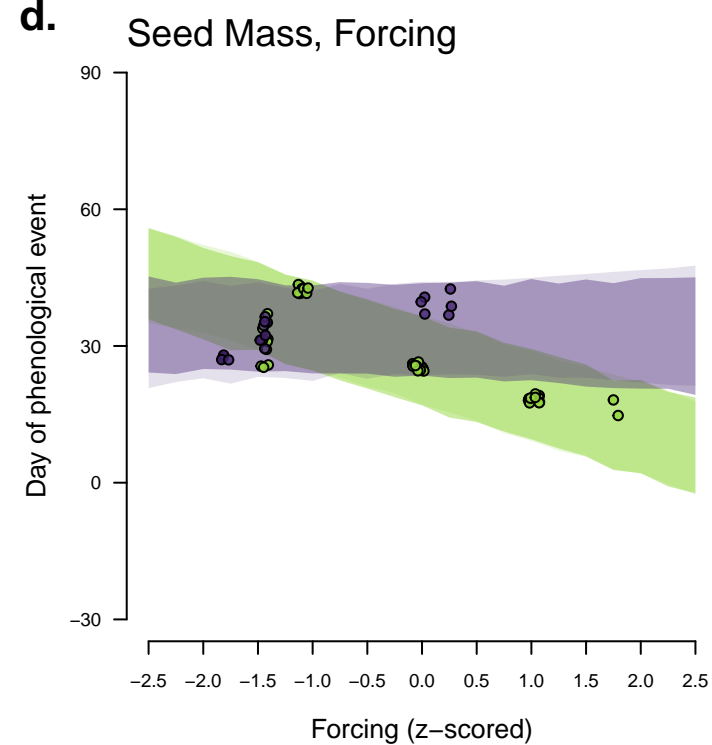 d.
Seed Mass, Forcing
90
60
30
0
−30
Day of phenological event
−2.5 −2.0 −1.5 −1.0 −0.5 0.0 0.5 1.0 1.5 2.0 2.5
Forcing (z−scored)